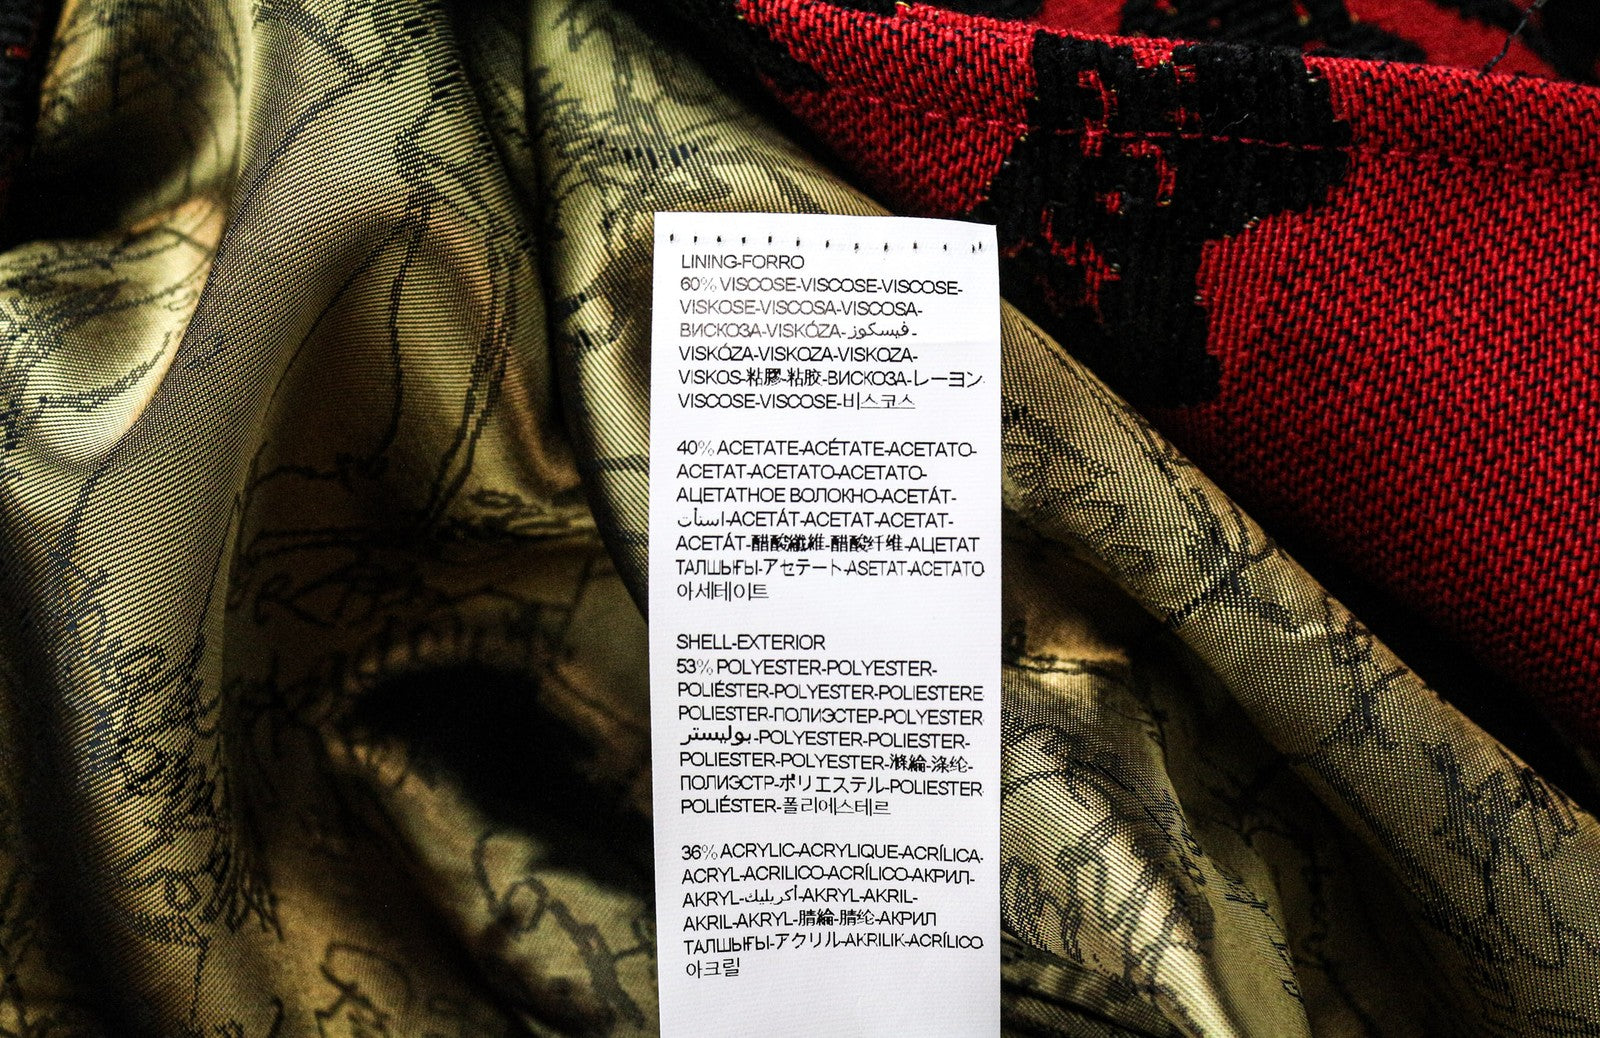 LINING-FORRO
60% VISCOSE-VISCOSE-VISCOSE-
VISKOSE-VISCOSA-VISCOSA-
ВИСКОЗА-VISKÓZA-فيسكوز-
VISKÓZA-VISKOZA-VISKOZA-
VISKOS-粘膠-粘胶-ВИСКОЗА-レーヨン-
VISCOSE-VISCOSE-비스코스
40% ACETATE-ACÉTATE-ACETATO-
ACETAT-ACETATO-ACETATO-
АЦЕТАТНОЕ ВОЛОКНО-ACETÁT-
اسيتات-ACETÁT-ACETAT-ACETAT-
ACETÁT-醋酸纖維-醋酸纤维-АЦЕТАТ
ТАЛШЫҒЫ-アセテート-ASETAT-ACETATO
아세테이트
SHELL-EXTERIOR
53% POLYESTER-POLYESTER-
POLIÉSTER-POLYESTER-POLIESTERE
POLIESTER-ПОЛИЭСТЕР-POLYESTER
بوليستر-POLYESTER-POLIESTER-
POLIESTER-POLYESTER-滌綸-涤纶-
ПОЛИЭСТР-ポリエステル-POLIESTER
POLIÉSTER-폴리에스테르
36% ACRYLIC-ACRYLIQUE-ACRÍLICA-
ACRYL-ACRILICO-ACRÍLICO-АКРИЛ-
AKRYL-أكريليك-AKRYL-AKRIL-
AKRIL-AKRYL-腈綸-腈纶-АКРИЛ
ТАЛШЫҒЫ-アクリル-AKRILIK-ACRÍLICO
아크릴